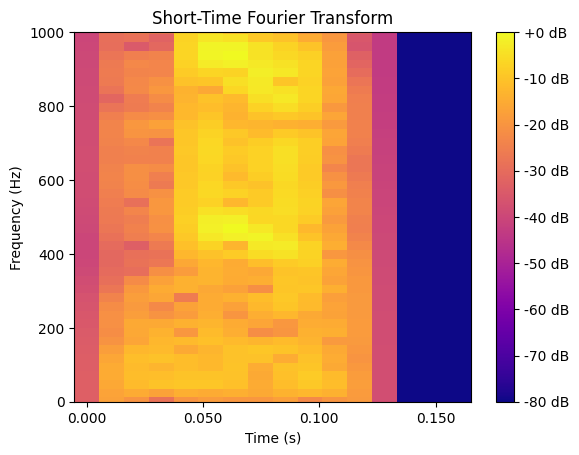 Short-Time Fourier Transform
1000
800
600
400
200
0
Frequency (Hz)
0.000
0.050
0.100
0.150
Time (s)
+0 dB
-10 dB
-20 dB
-30 dB
-40 dB
-50 dB
-60 dB
-70 dB
-80 dB